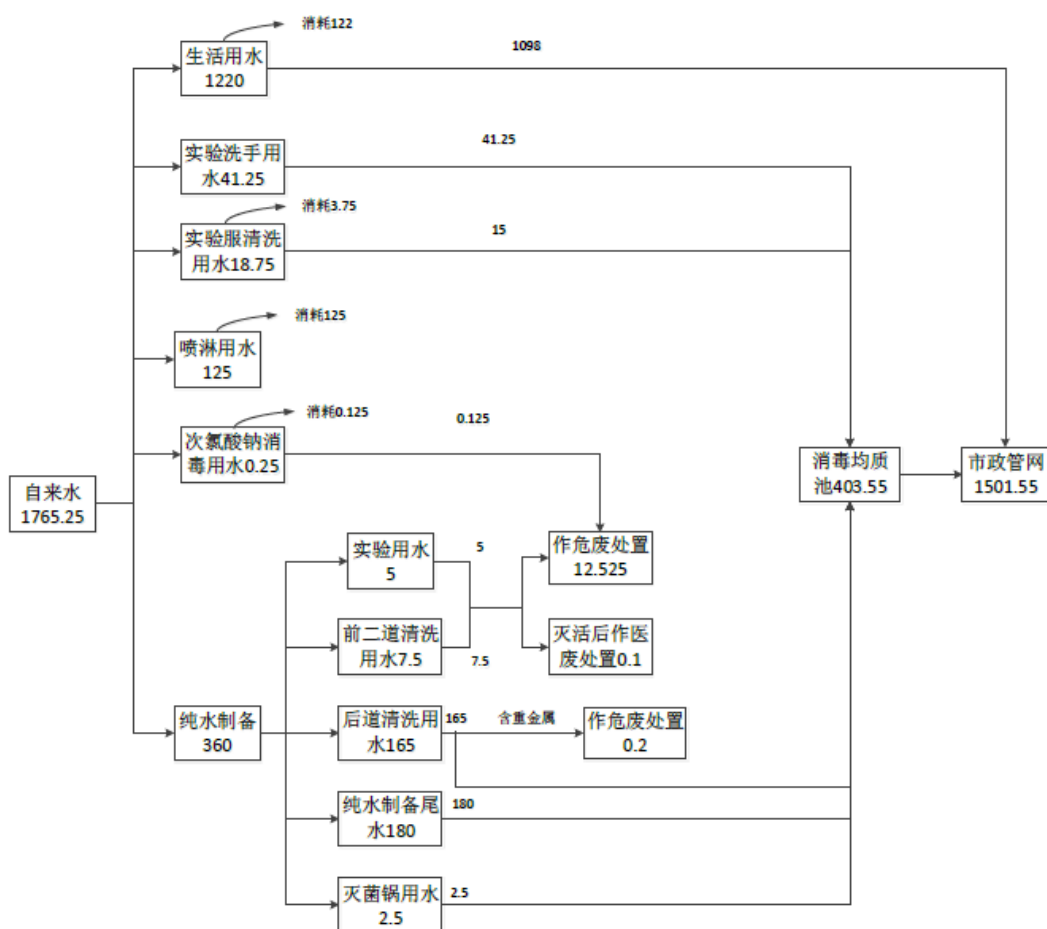 消耗122
生活用水
1220
1098
实验洗手用
水41.25
41.25
消耗3.75
实验服清洗
用水18.75
15
消耗125
喷淋用水
125
消耗0.125
次氯酸钠消
毒用水0.25
0.125
自来水
1765.25
消毒均质
池403.55
市政管网
1501.55
实验用水
5
5
作危废处置
12.525
前二道清洗
用水7.5
7.5
灭活后作医
废处置0.1
纯水制备
360
后道清洗用
水165
165
含重金属
作危废处置
0.2
纯水制备尾
水180
180
灭菌锅用水
2.5
2.5